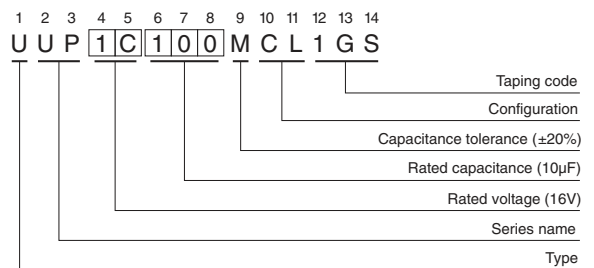 1 2 3 4 5 6 7 8 9 10 11 12 13 14
U U P 1 C 1 0 0 M C L 1 G S
Taping code
Configuration
Capacitance tolerance (±20%)
Rated capacitance (10µF)
Rated voltage (16V)
Series name
Type